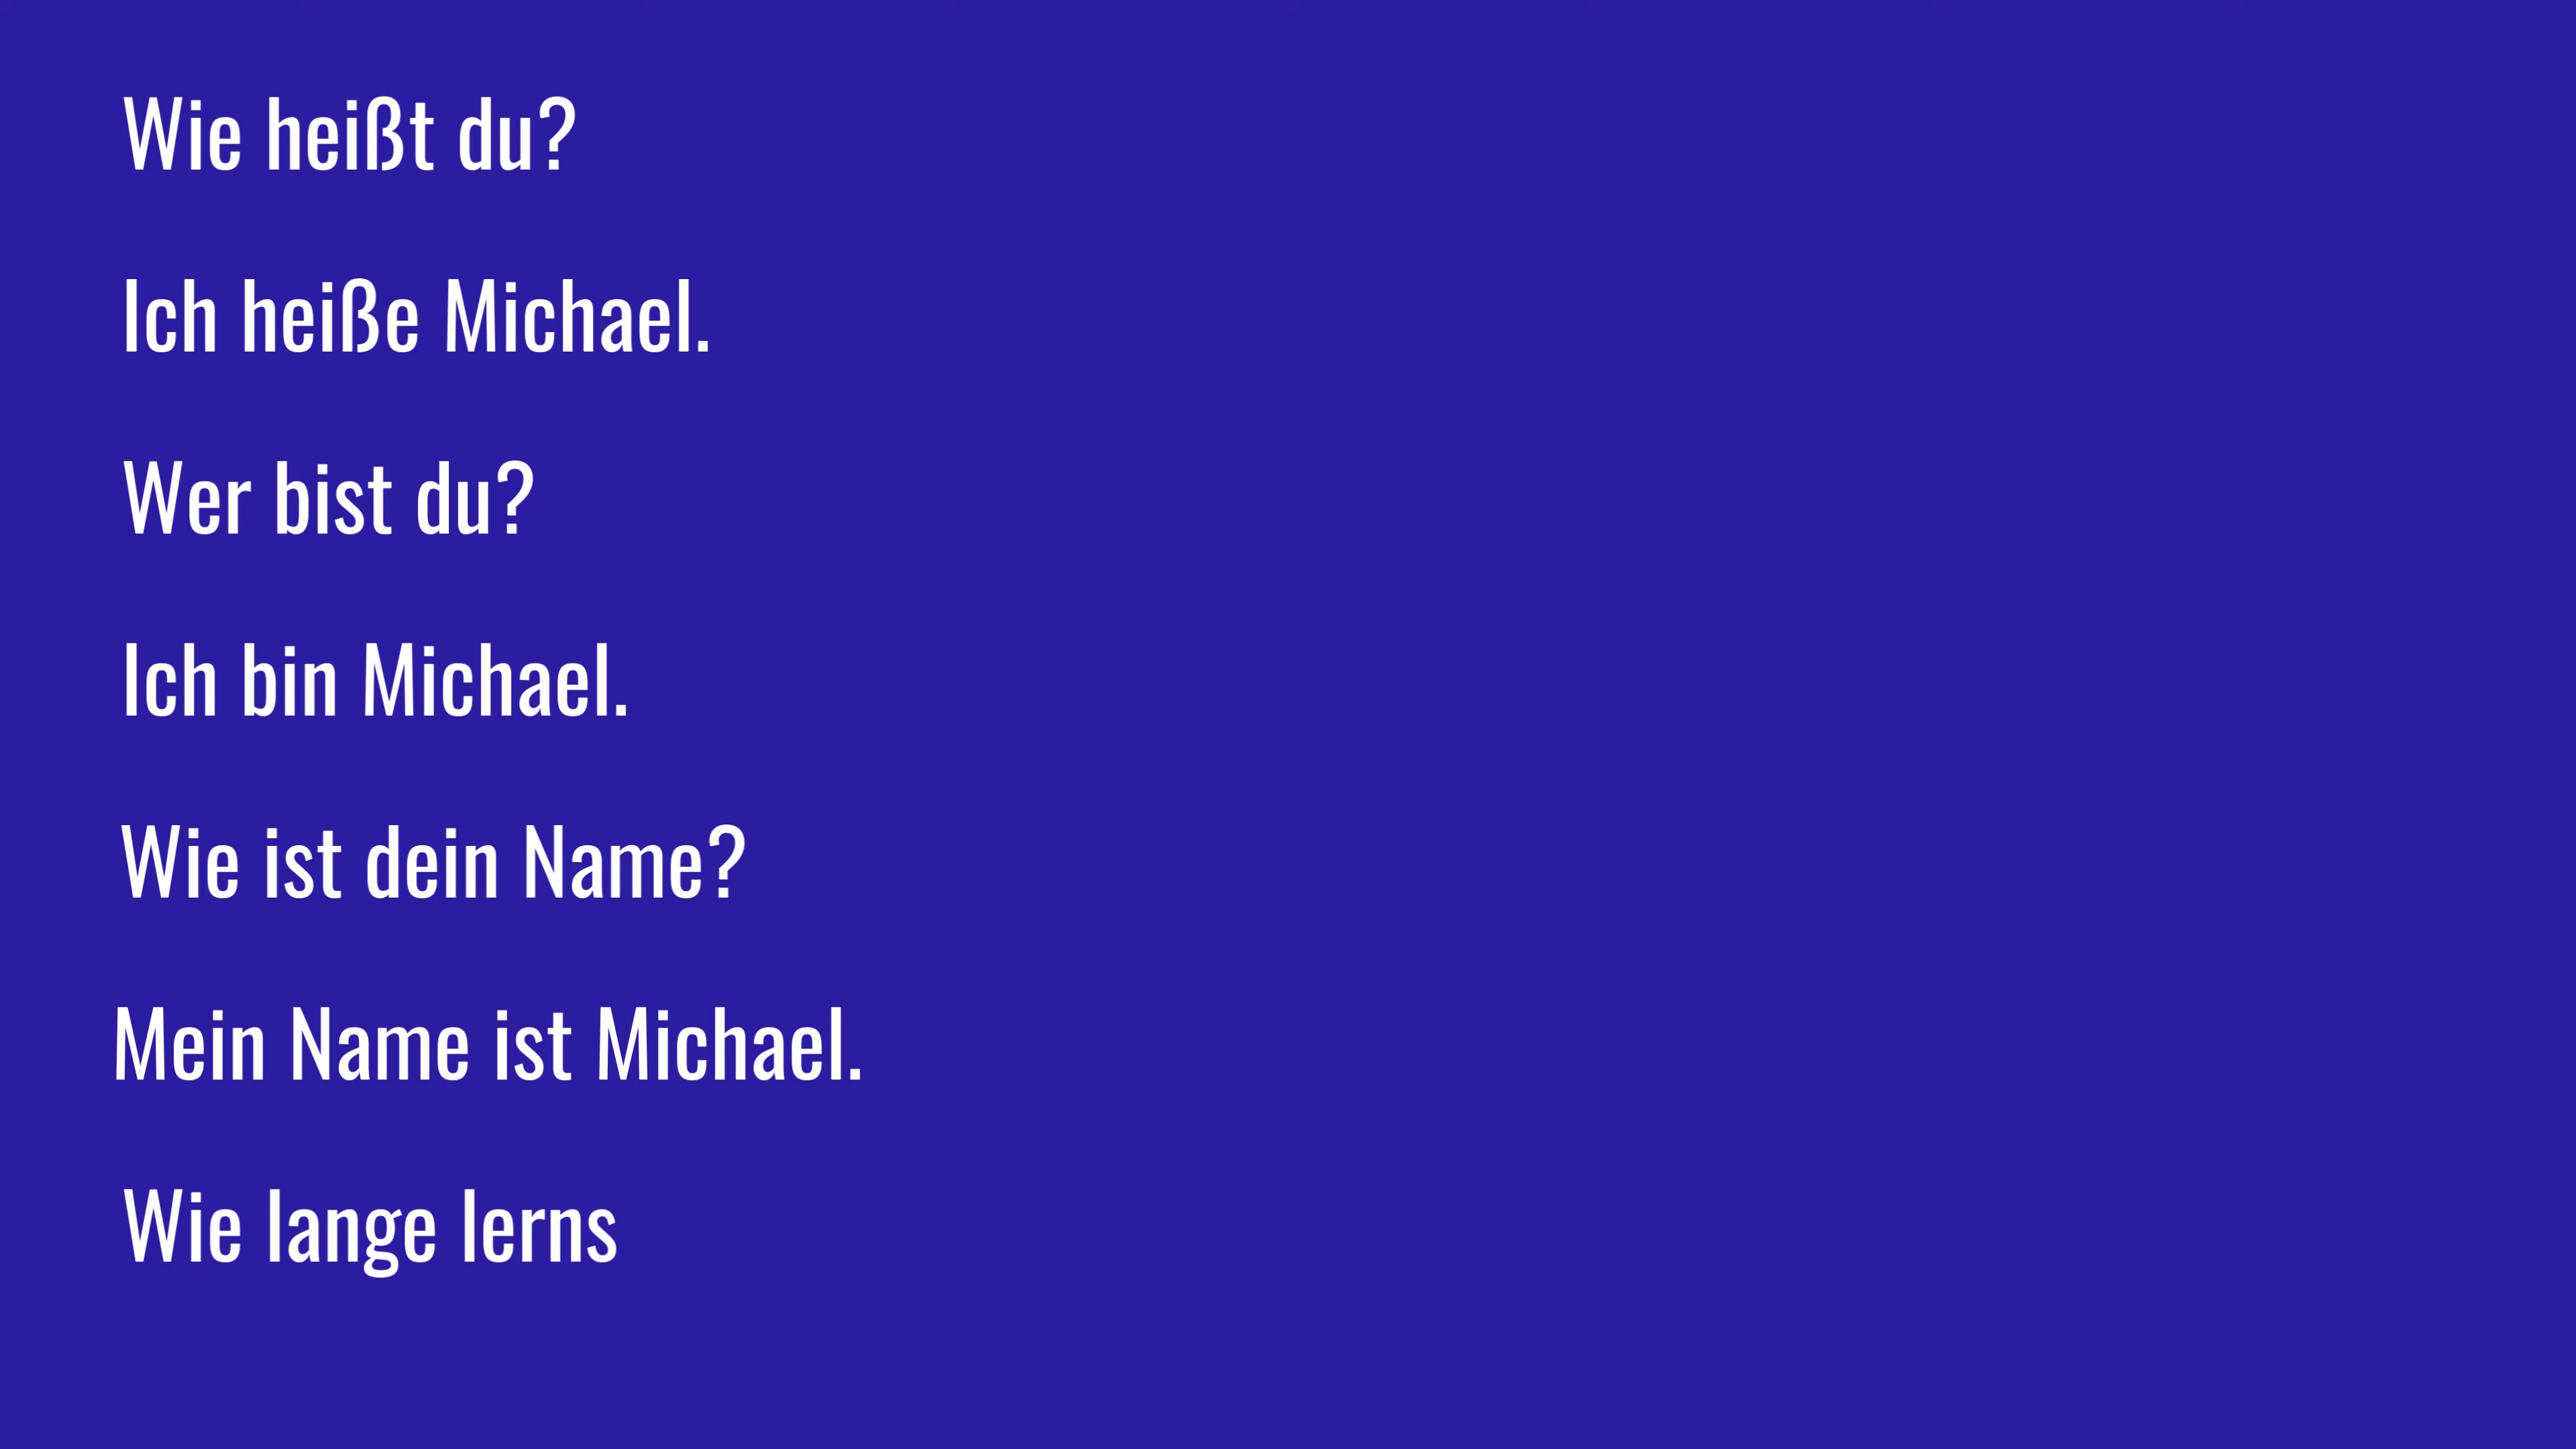 Wie heißt du?
Ich heiße Michael.
Wer bist du?
Ich bin Michael.
Wie ist dein Name?
Mein Name ist Michael.
Wie lange lerns